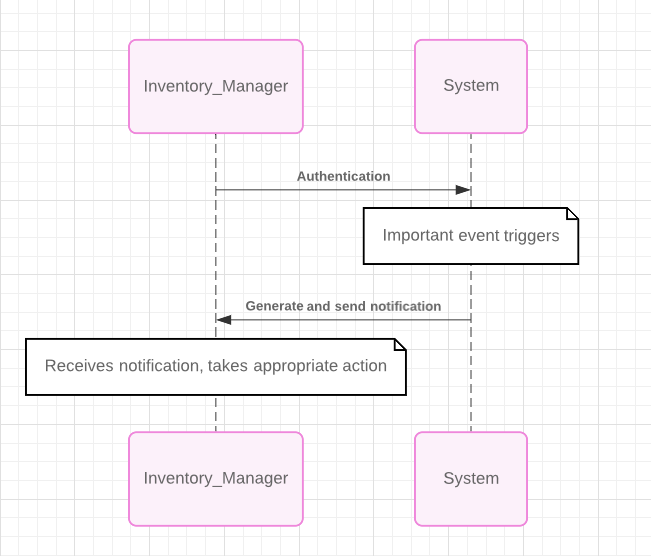 Inventory_Manager
System
Authentication
Important event triggers
Generate and send notification
Receives notification, takes appropriate action
Inventory_Manager
System